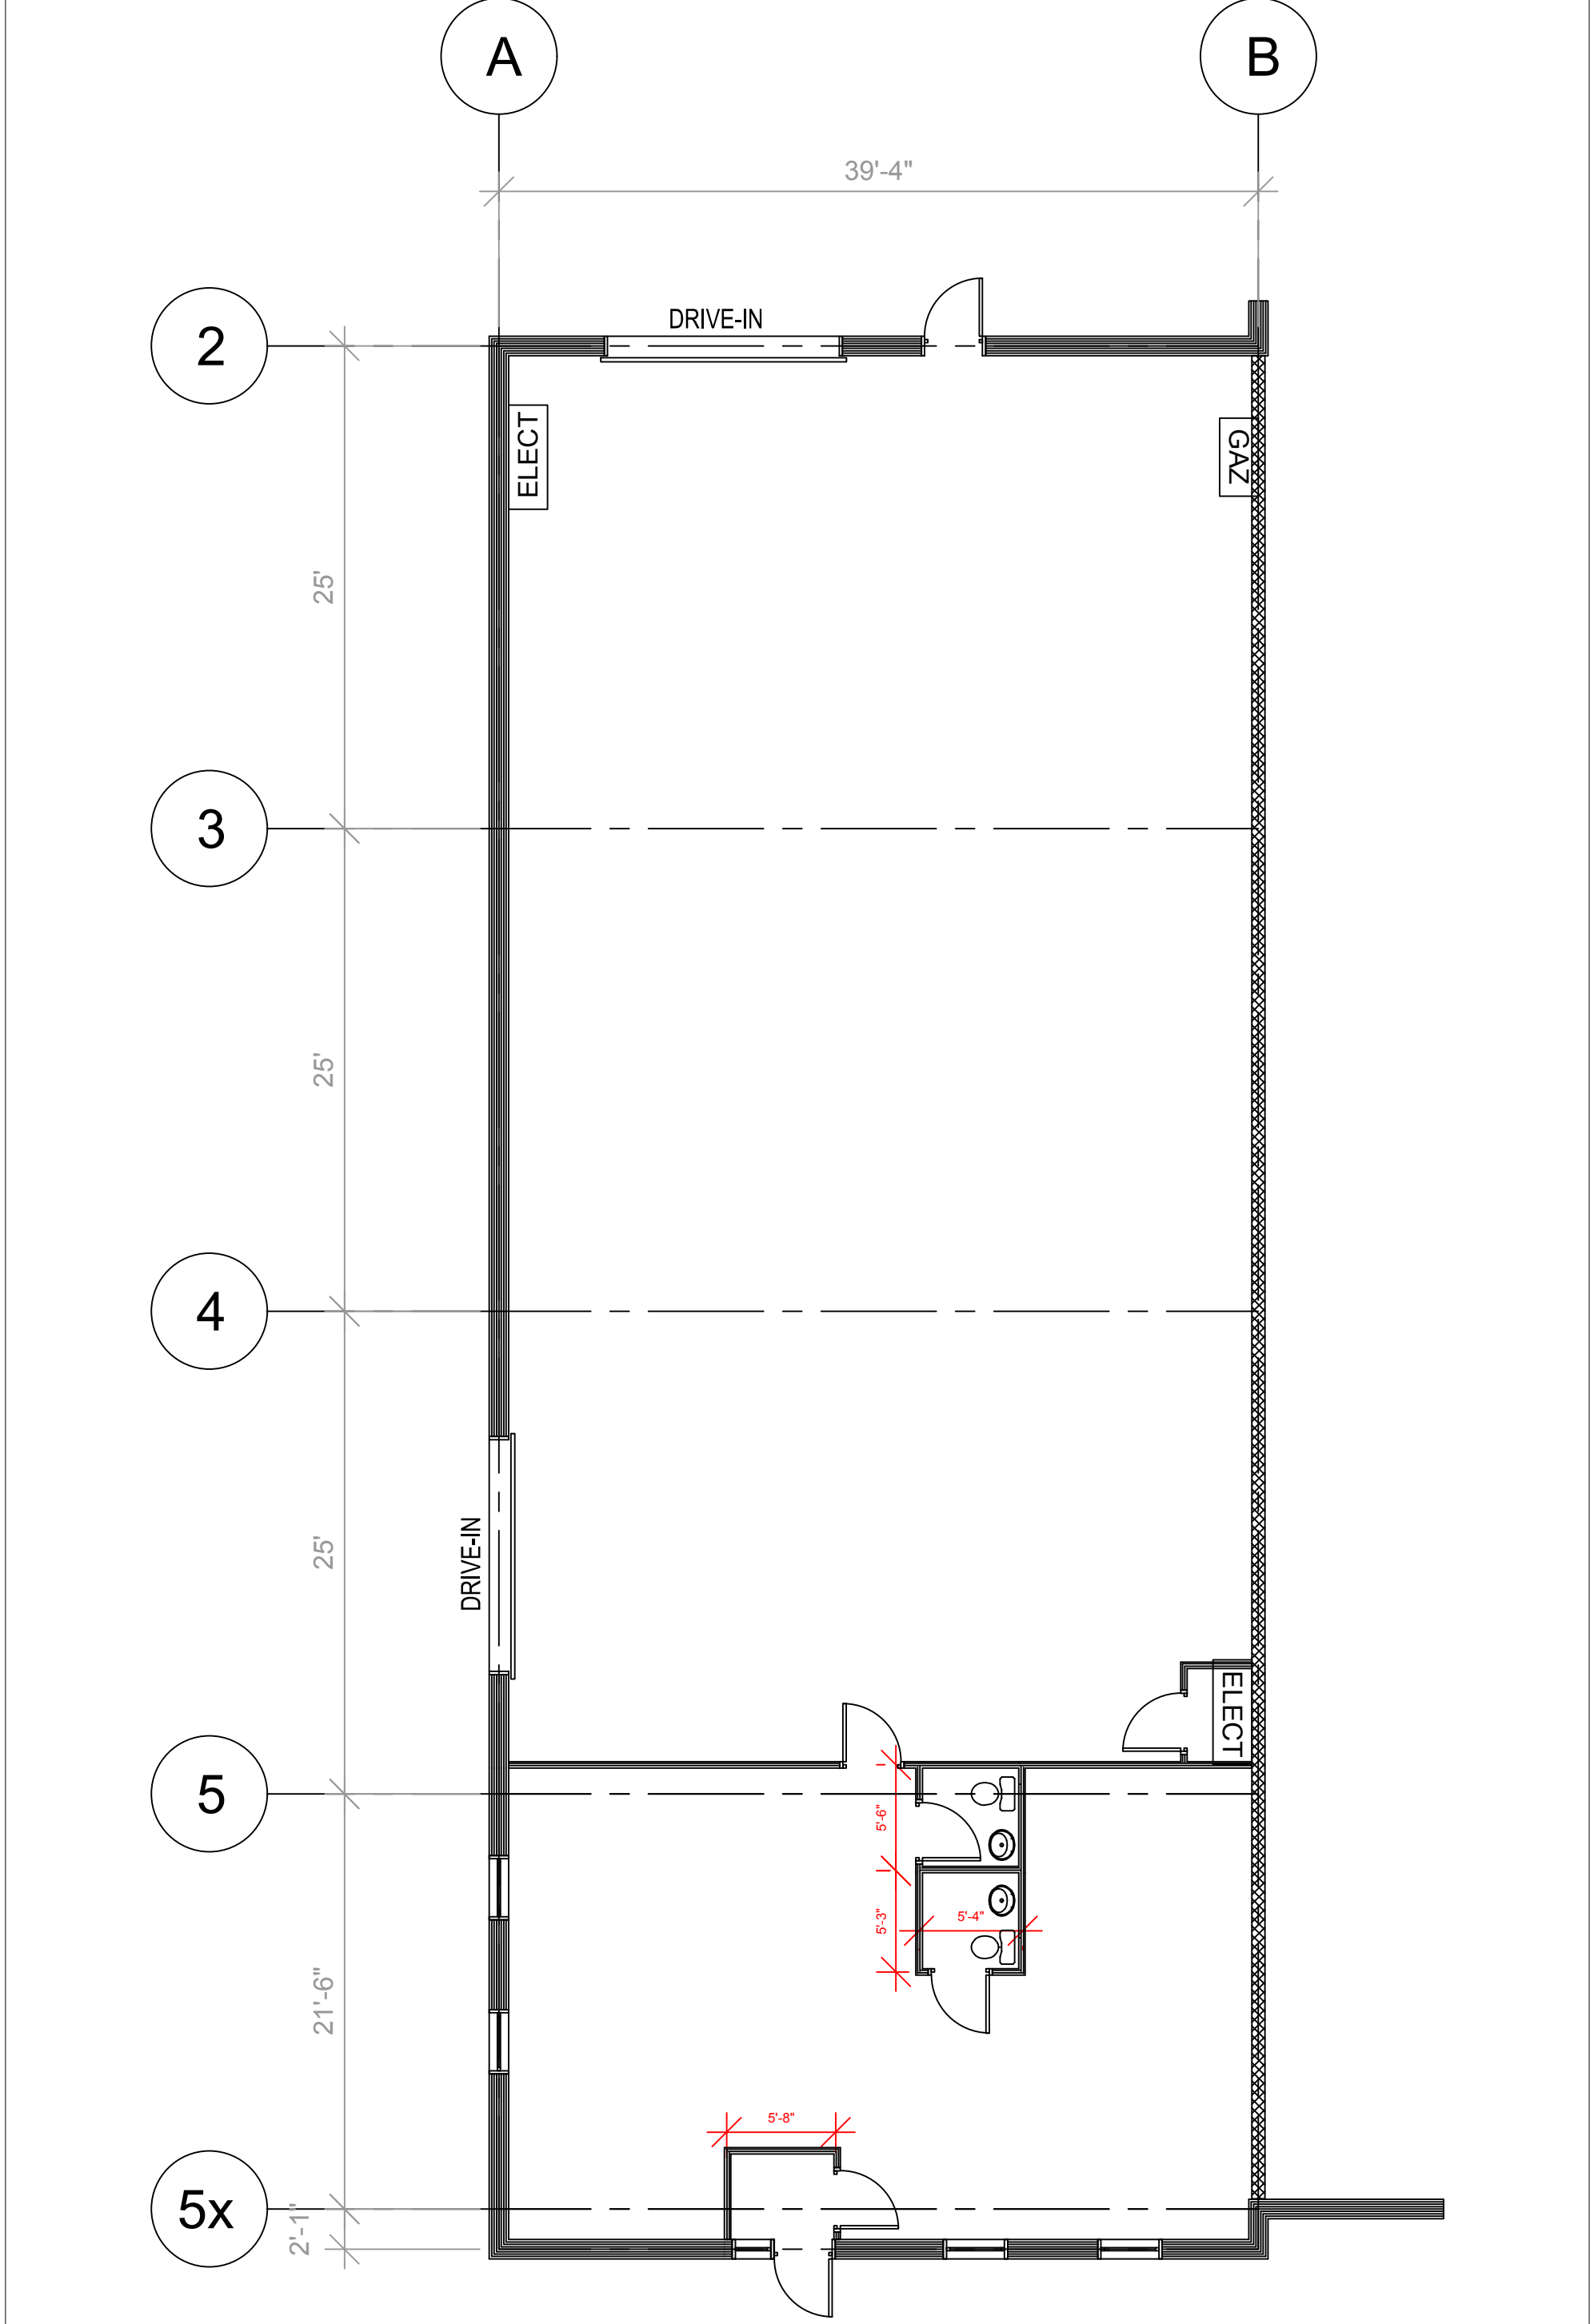 A
B
39'-4"
DRIVE-IN
2
ELECT
GAZ
25'
3
25'
4
25'
DRIVE-IN
ELECT
5
5'-6"
5'-3"
5'-4"
21'-6"
5'-8"
5x
2'-1"